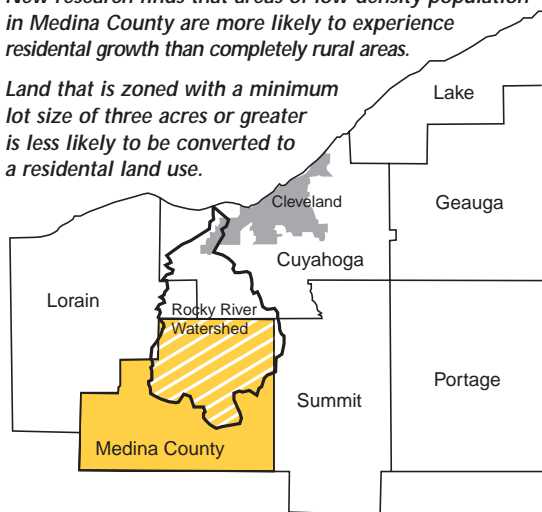 New research finds that areas of low-density population
in Medina County are more likely to experience
residental growth than completely rural areas.
Land that is zoned with a minimum
lot size of three acres or greater
is less likely to be converted to
a residential land use.
Lake
Cleveland
Geauga
Cuyahoga
Lorain
Rocky River
Watershed
Portage
Summit
Medina County